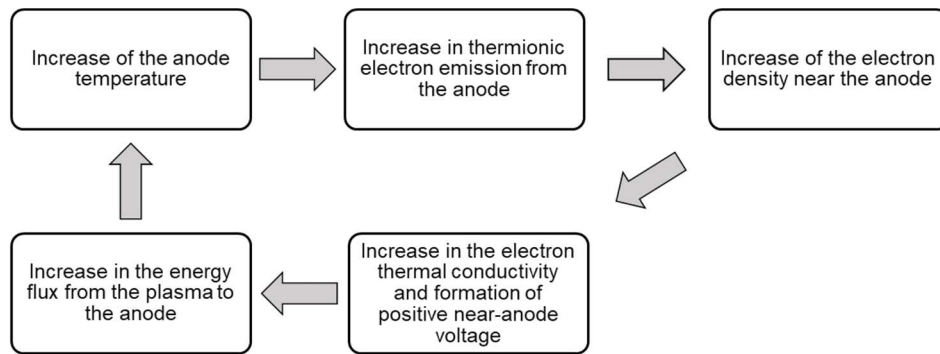 Increase of the anode
temperature
Increase in thermionic
electron emission from
the anode
Increase of the electron
density near the anode
Increase in the energy
flux from the plasma to
the anode
Increase in the electron
thermal conductivity
and formation of
positive near-anode
voltage